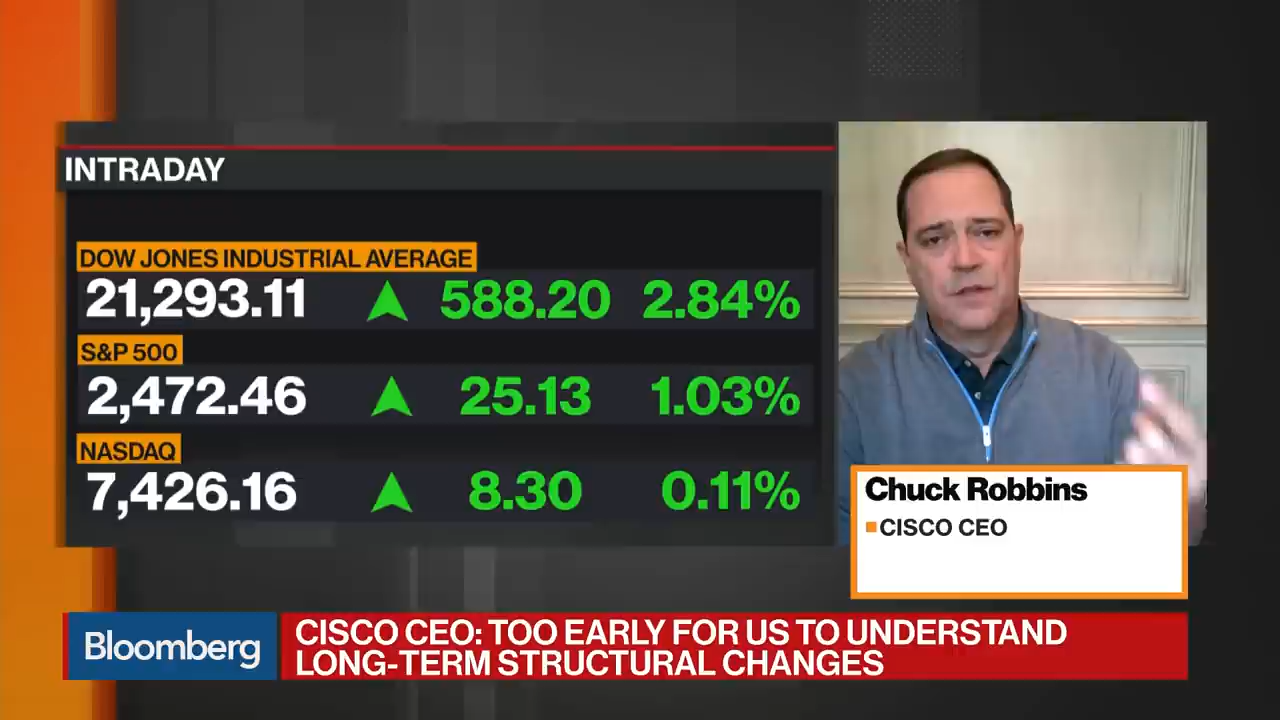 INTRADAY
DOW JONES INDUSTRIAL AVERAGE
21,293.11 ▲ 588.20 2.84%
S&P 500
2,472.46 ▲ 25.13 1.03%
NASDAQ
7,426.16 ▲ 8.30 0.11%
Chuck Robbins
CISCO CEO
Bloomberg
CISCO CEO: TOO EARLY FOR US TO UNDERSTAND
LONG-TERM STRUCTURAL CHANGES